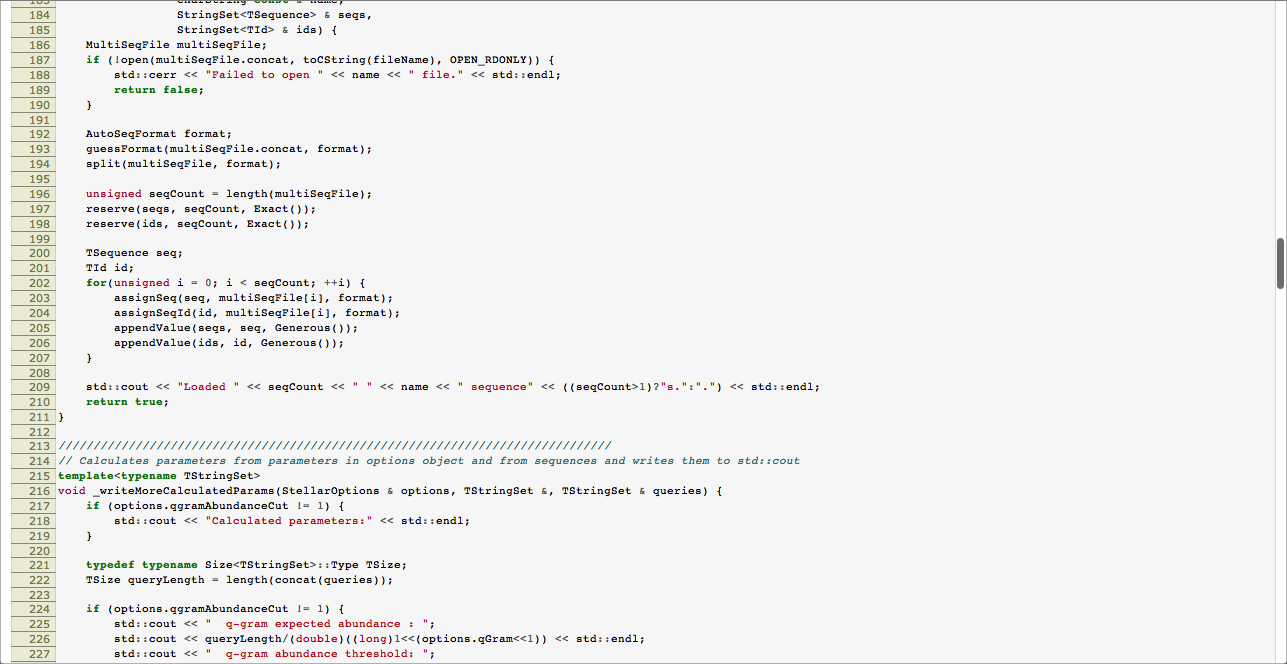 183 CharString const & name,
184 StringSet<TSequence> & seqs,
185 StringSet<TId> & ids) {
186 MultiSeqFile multiSeqFile;
187 if (!open(multiSeqFile.concat, toCString(fileName), OPEN_RDONLY)) {
188 std::cerr << "Failed to open " << name << " file." << std::endl;
189 return false;
190 }
191
192 AutoSeqFormat format;
193 guessFormat(multiSeqFile.concat, format);
194 split(multiSeqFile, format);
195
196 unsigned seqCount = length(multiSeqFile);
197 reserve(seqs, seqCount, Exact());
198 reserve(ids, seqCount, Exact());
199
200 TSequence seq;
201 TId id;
202 for(unsigned i = 0; i < seqCount; ++i) {
203 assignSeq(seq, multiSeqFile[i], format);
204 assignSeqId(id, multiSeqFile[i], format);
205 appendValue(seqs, seq, Generous());
206 appendValue(ids, id, Generous());
207 }
208
209 std::cout << "Loaded " << seqCount << " " << name << " sequence" << ((seqCount>1)?"s.":".") << std::endl;
210 return true;
211 }
212
213 ///////////////////////////////////////////////////////////////////////////////
214 // Calculates parameters from parameters in options object and from sequences and writes them to std::cout
215 template<typename TStringSet>
216 void _writeMoreCalculatedParams(StellarOptions & options, TStringSet &, TStringSet & queries) {
217 if (options.qgramAbundanceCut != 1) {
218 std::cout << "Calculated parameters:" << std::endl;
219 }
220
221 typedef typename Size<TStringSet>::Type TSize;
222 TSize queryLength = length(concat(queries));
223
224 if (options.qgramAbundanceCut != 1) {
225 std::cout << "  q-gram expected abundance : ";
226 std::cout << queryLength/(double)((long)1<<(options.qGram<<1)) << std::endl;
227 std::cout << "  q-gram abundance threshold: ";